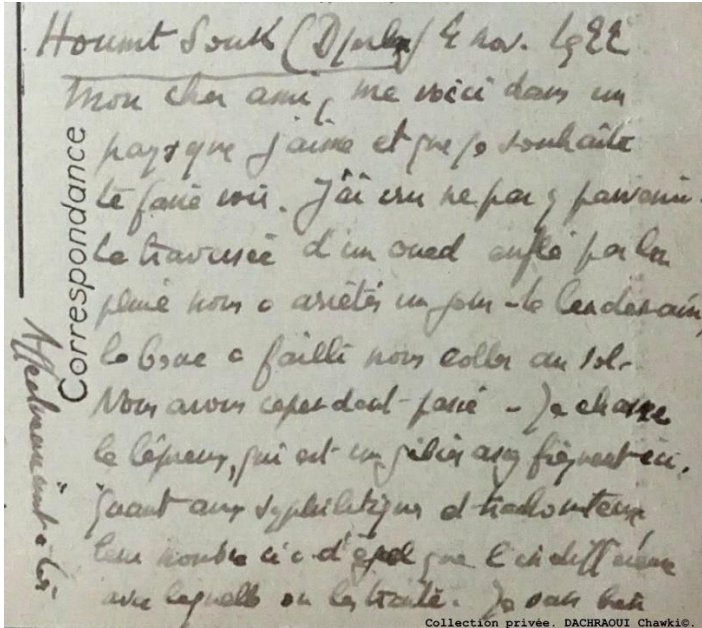 Houmt Souk (Djerba) 4 nov. 1922
Mon cher ami, me voici dans un
pays que j'aime et que je souhaite
te faire voir. J'ai cru ne pas y parvenir.
La traversée d'un oued enflé par la
pluie nous a arrêtés un jour - le lendemain,
la boue a failli nous coller au sol.
Nous avons cependant passé - Je chasse
le lépreux, qui est un gibier assez fréquent ici.
Quant aux syphilitiques et trachomateux
leur nombre n'a d'égal que l'indifférence
avec laquelle on les traite. Je vais bien
Correspondance
Affectueusement à toi
Collection privée. DACHRAOUI Chawki©.